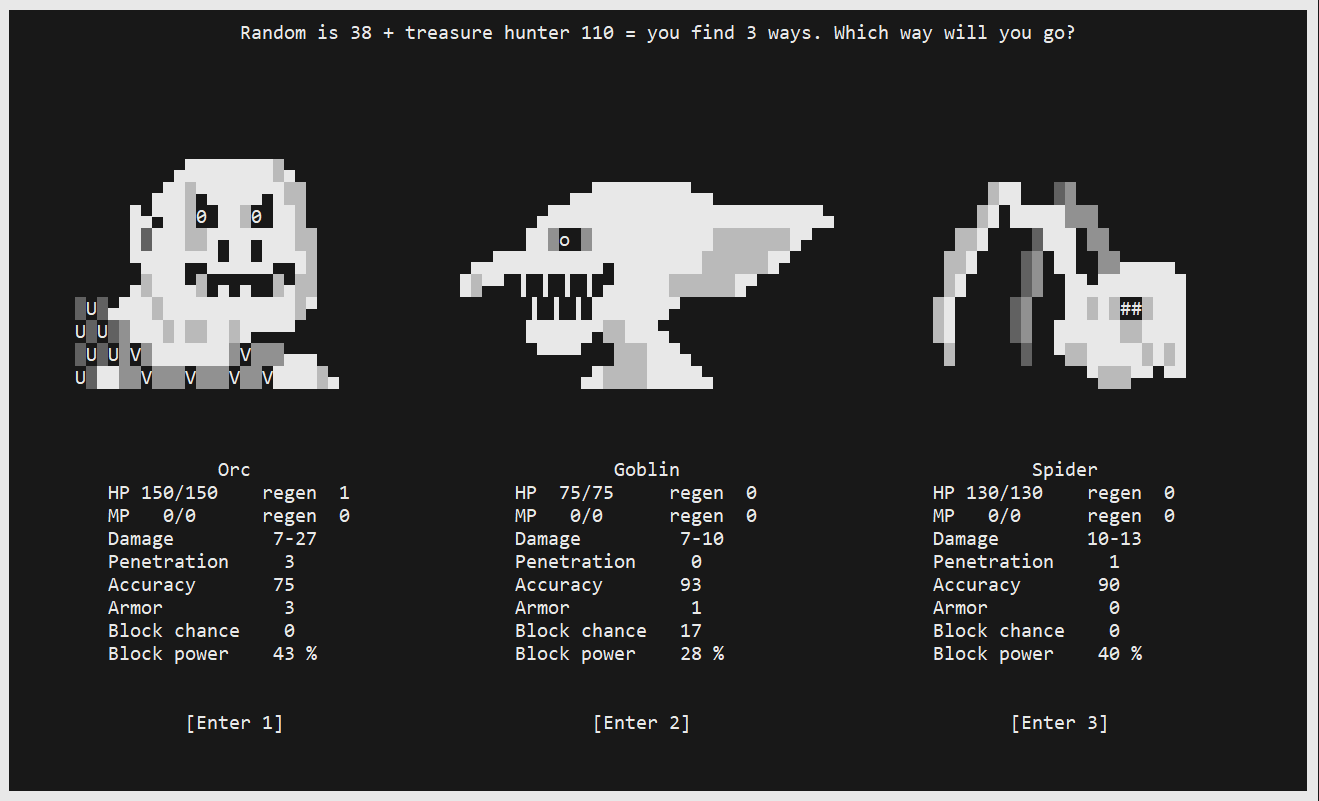 Random is 38 + treasure hunter 110 = you find 3 ways. Which way will you go?
0 0
o
##
U
U U
U U V V
U V V V V
Orc
HP 150/150 regen 1
MP 0/0 regen 0
Damage 7-27
Penetration 3
Accuracy 75
Armor 3
Block chance 0
Block power 43 %
[Enter 1]
Goblin
HP 75/75 regen 0
MP 0/0 regen 0
Damage 7-10
Penetration 0
Accuracy 93
Armor 1
Block chance 17
Block power 28 %
[Enter 2]
Spider
HP 130/130 regen 0
MP 0/0 regen 0
Damage 10-13
Penetration 1
Accuracy 90
Armor 0
Block chance 0
Block power 40 %
[Enter 3]